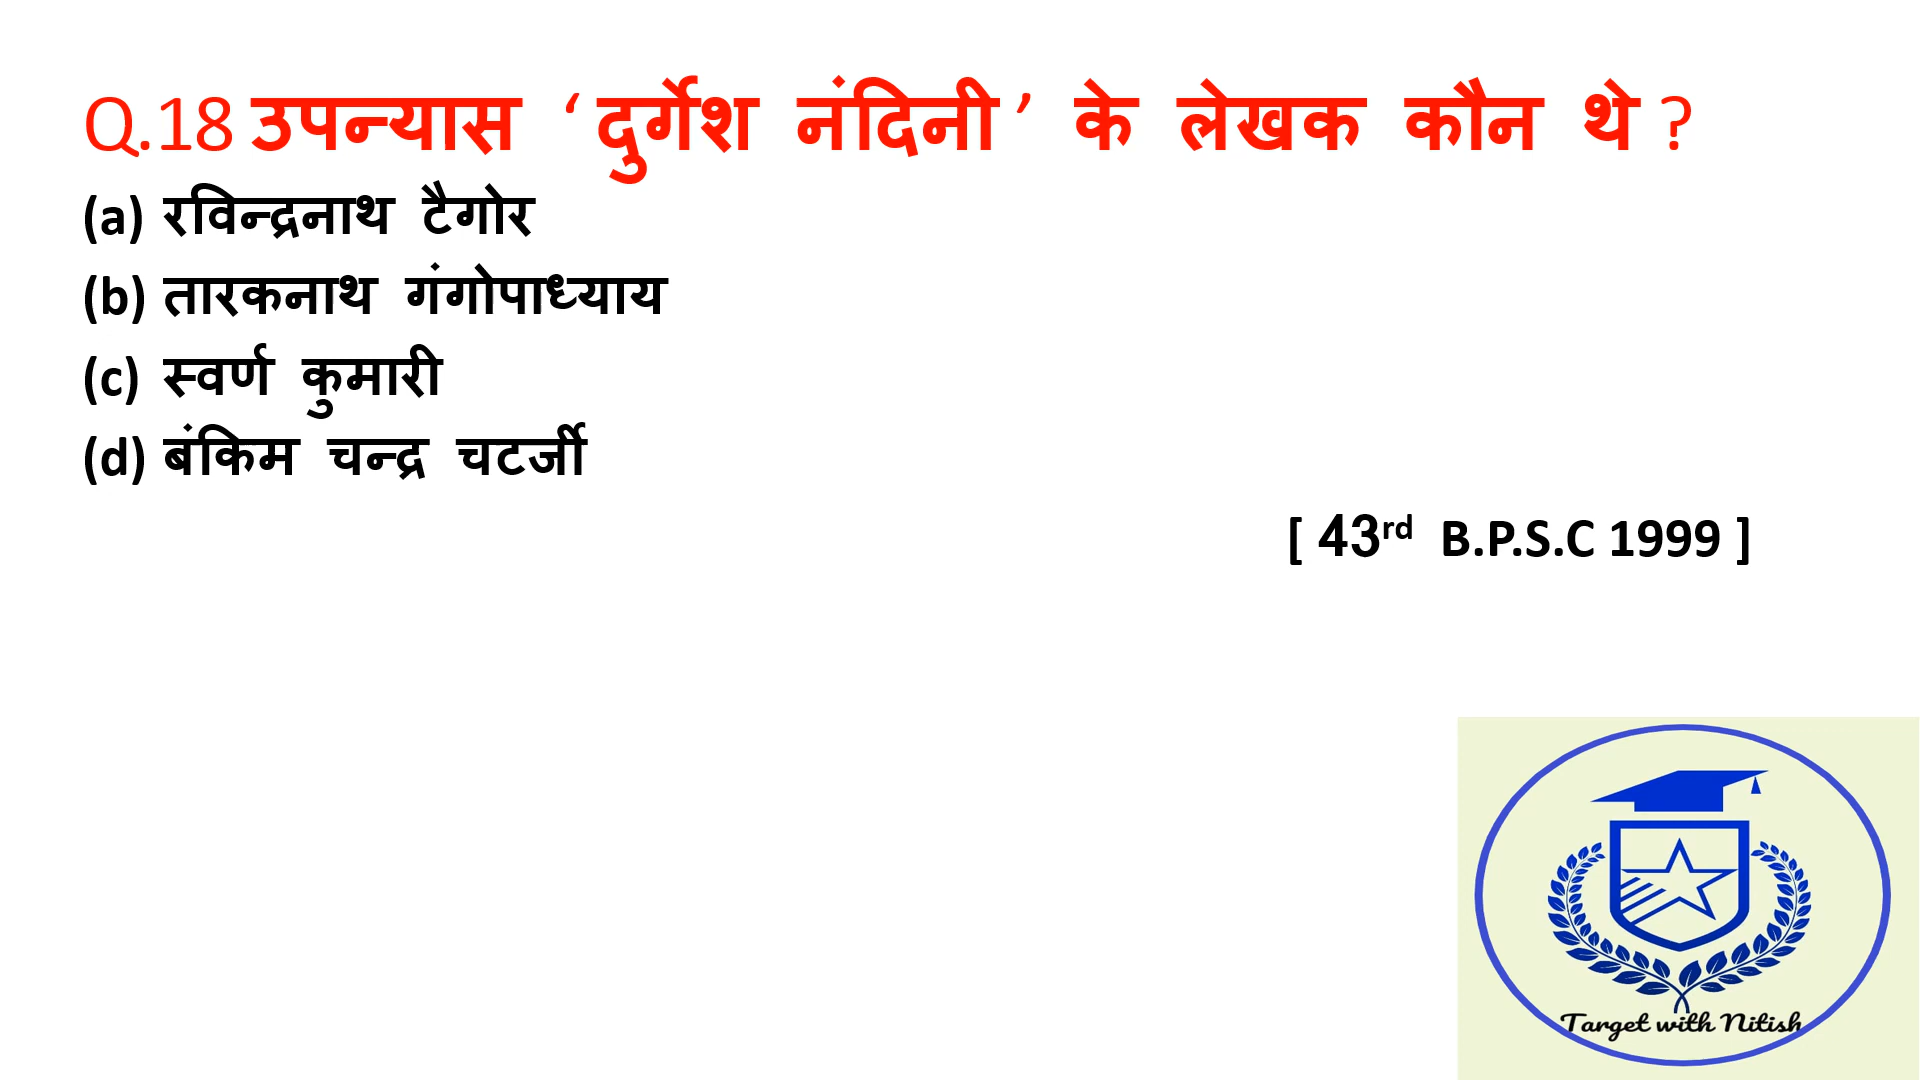 Q.18 उपन्यास ‘दुर्गेश नंदिनी’ के लेखक कौन थे ?
(a) रविन्द्रनाथ टैगोर
(b) तारकनाथ गंगोपाध्याय
(c) स्वर्ण कुमारी
(d) बंकिम चन्द्र चटर्जी
[ 43rd B.P.S.C 1999 ]
Target with Nitish